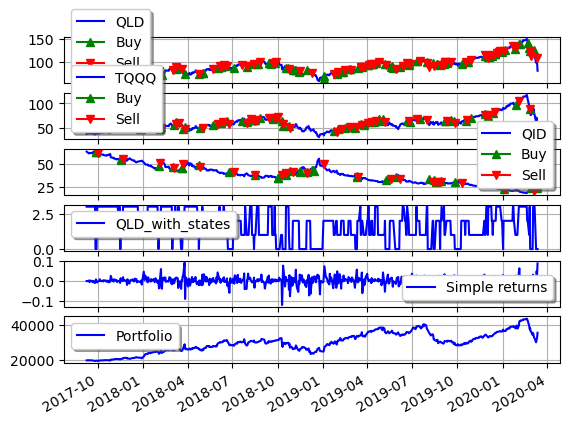 QLD
Buy
Sell
150
100
TQQQ
Buy
Sell
100
50
QID
Buy
Sell
50
25
QLD_with_states
2.5
0.0
Simple returns
0.1
0.0
−0.1
Portfolio
40000
20000
2017-10 2018-01 2018-04 2018-07 2018-10 2019-01 2019-04 2019-07 2019-10 2020-01 2020-04